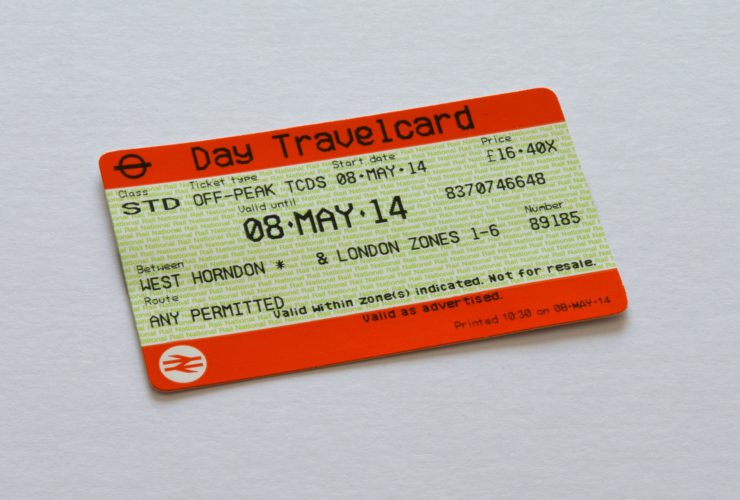 Day Travelcard
Class Ticket type Start date Price
STD OFF-PEAK TCDS 08·MAY·14 £16·40X
Valid until
08·MAY·14 8370746648
Between Number
WEST HORNDON * & LONDON ZONES 1-6 89185
Route
ANY PERMITTED
Valid within zone(s) indicated. Not for resale.
Valid as advertised.
Printed 10:30 on 08·MAY·14